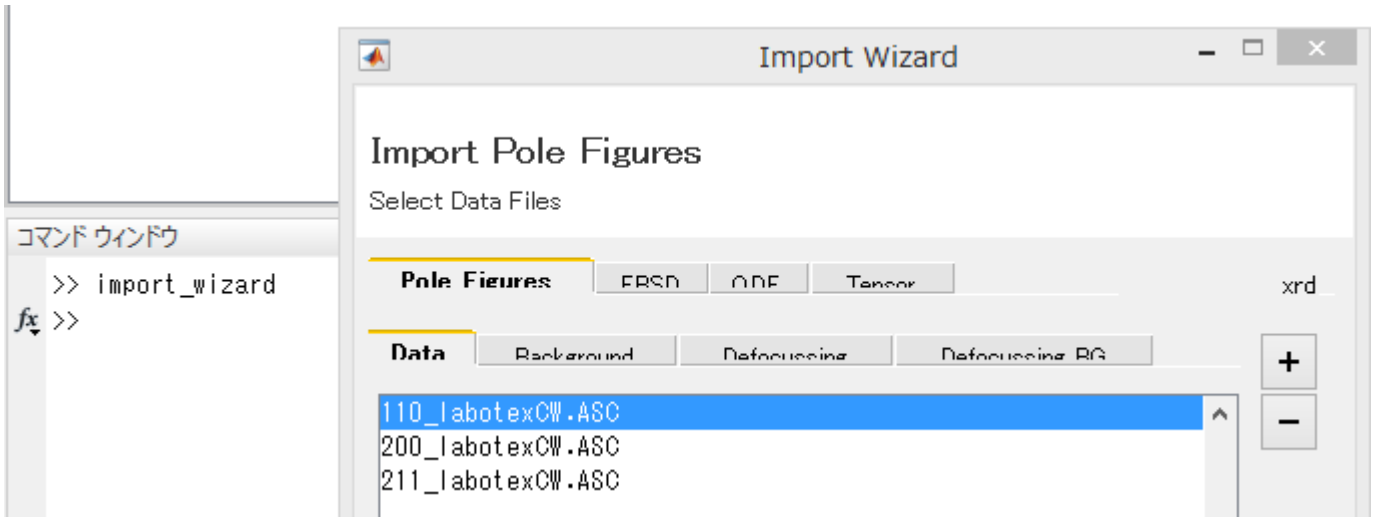 Import Wizard
Import Pole Figures
Select Data Files
コマンド ウィンドウ
>> import_wizard
fx >>
Pole Figures EBSD ODF Tensor xrd
Data Background Defocussing Defocussing BG
+
110_labotexCW.ASC
200_labotexCW.ASC
211_labotexCW.ASC
−